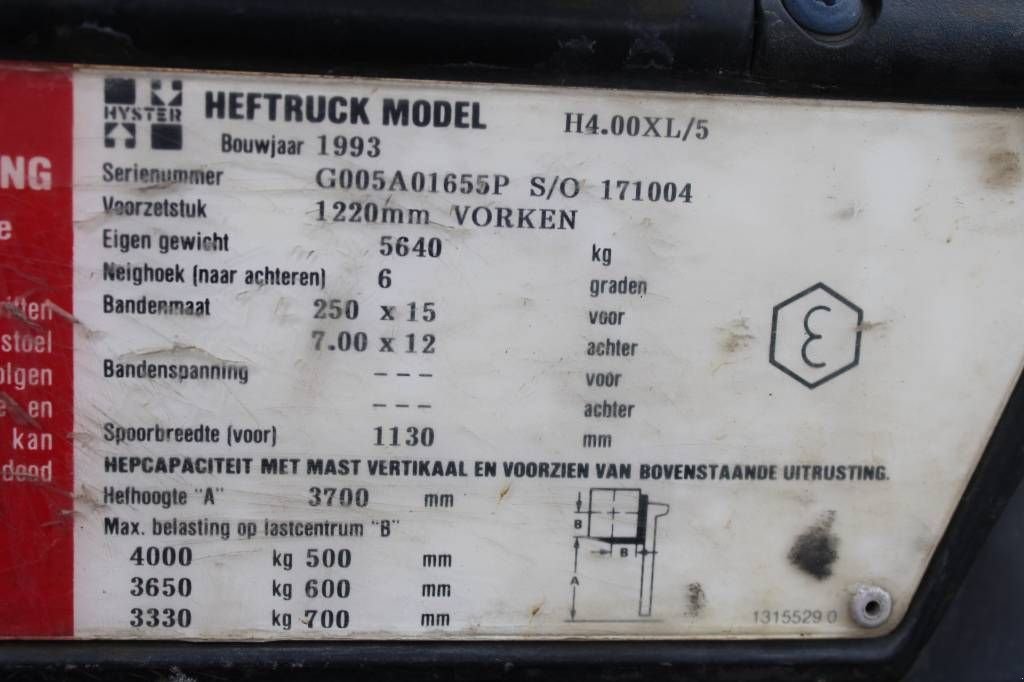 HYSTER
HEFTRUCK MODEL H4.00XL/5
Bouwjaar 1993
Serienummer G005A01655P S/O 171004
Voorzetstuk 1220mm VORKEN
Eigen gewicht 5640 kg
Neighoek (naar achteren) 6 graden
Bandenmaat 250 x 15 voor
7.00 x 12 achter
Bandenspanning --- voor
--- achter
Spoorbreedte (voor) 1130 mm
HEPCAPACITEIT MET MAST VERTIKAAL EN VOORZIEN VAN BOVENSTAANDE UITRUSTING.
Hefhoogte "A" 3700 mm
Max. belasting op lastcentrum "B"
4000 kg 500 mm
3650 kg 600 mm
3330 kg 700 mm
B
B
A
1315529 0
NG
e
itten
stoel
olgen
e en
kan
dend